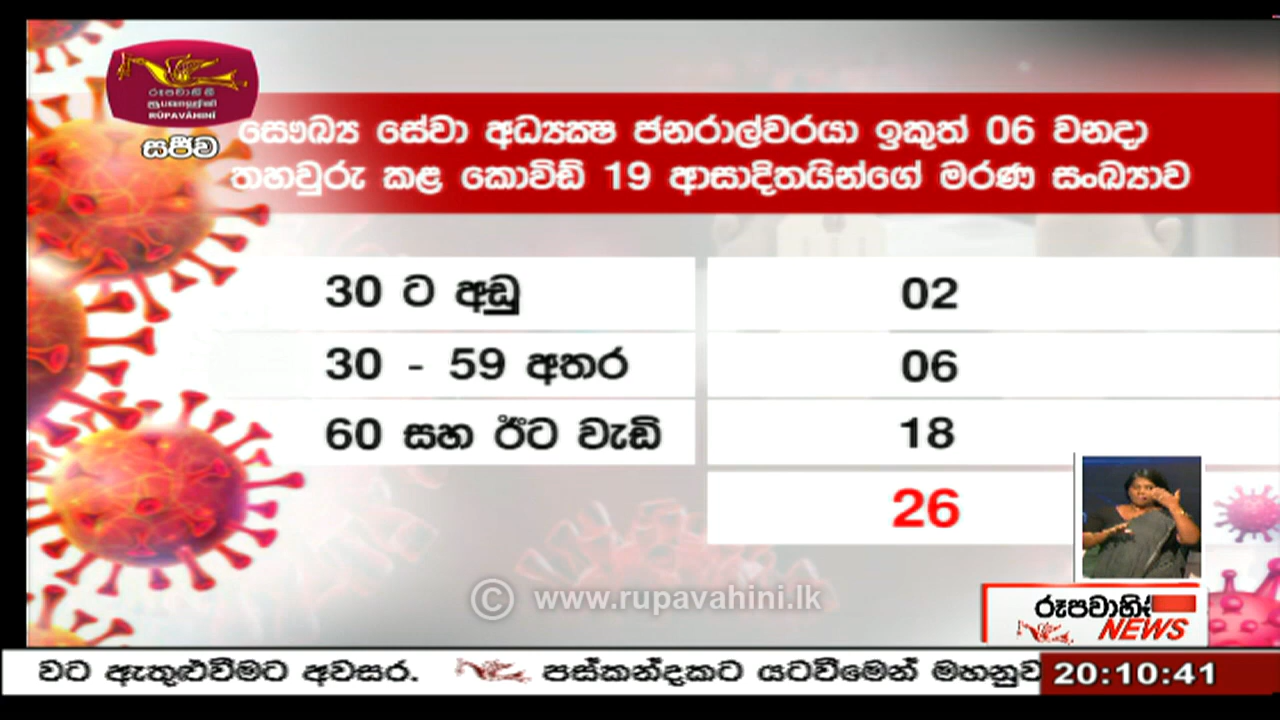 රූපවාහිනී
ரூபவாஹினி
RŪPAVĀHINĪ
සජීව
සෞඛ්‍ය සේවා අධ්‍යක්ෂ ජනරාල්වරයා ඉකුත් 06 වනදා
තහවුරු කළ කොවිඩ් 19 ආසාදිතයින්ගේ මරණ සංඛ්‍යාව
30 ට අඩු 02
30 - 59 අතර 06
60 සහ ඊට වැඩි 18
26
© www.rupavahini.lk
NEWS
වට ඇතුළුවීමට අවසර. පස්කන්දකට යටවීමෙන් මහනුව
20:10:41